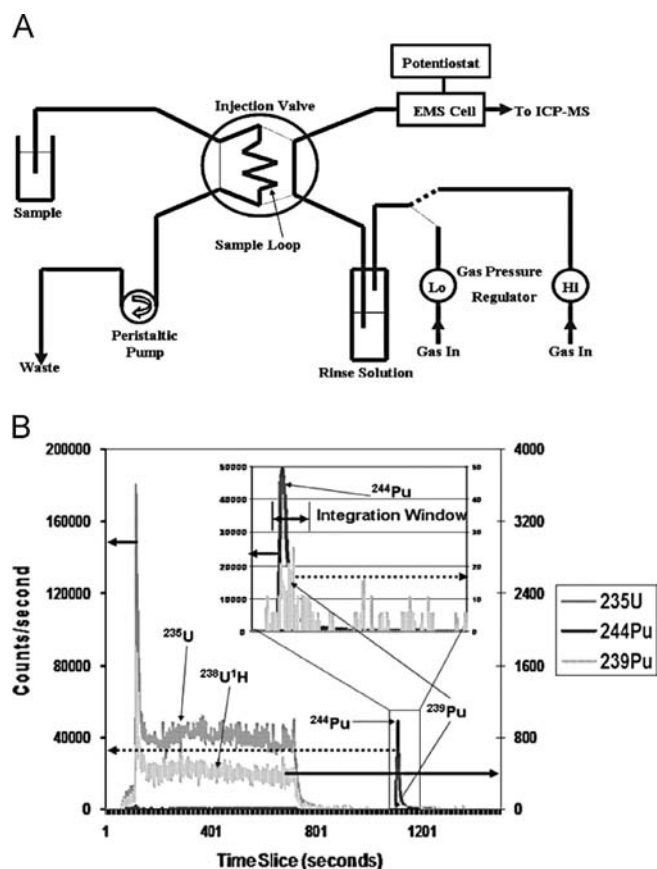 A
Potentiostat
Injection Valve
EMS Cell
To ICP-MS
Sample
Sample Loop
Lo
Gas Pressure
Regulator
HI
Peristaltic
Pump
Waste
Rinse Solution
Gas In
Gas In
B
200000
160000
120000
80000
40000
0
Counts/second
4000
3200
2400
1600
800
0
50000
40000
30000
20000
10000
0
50
40
30
20
10
0
²⁴⁴Pu
Integration Window
²³⁵U
²³⁸U¹H
²⁴⁴Pu
²³⁹Pu
235U
244Pu
239Pu
1
401
801
1201
Time Slice (seconds)